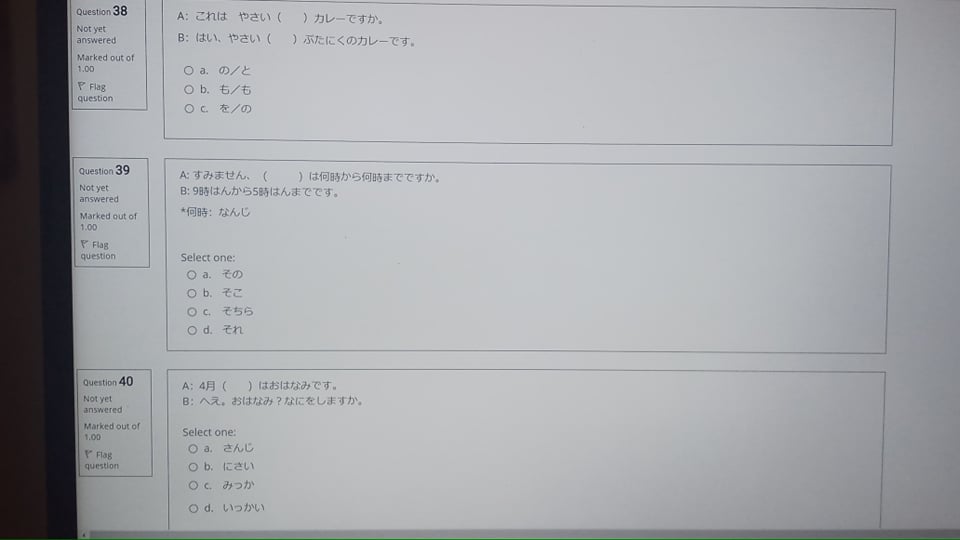 Question 38
Not yet
answered
Marked out of
1.00
Flag
question
A：これは　やさい（　　）カレーですか。
B：はい、やさい（　　）ぶたにくのカレーです。
a. の／と
b. も／も
c. を／の
Question 39
Not yet
answered
Marked out of
1.00
Flag
question
A: すみません、（　　　）は何時から何時までですか。
B: 9時はんから5時はんまでです。
*何時：なんじ
Select one:
a. その
b. そこ
c. そちら
d. それ
Question 40
Not yet
answered
Marked out of
1.00
Flag
question
A：4月（　　）はおはなみです。
B：へえ。おはなみ？なにをしますか。
Select one:
a. さんじ
b. にさい
c. みっか
d. いっかい